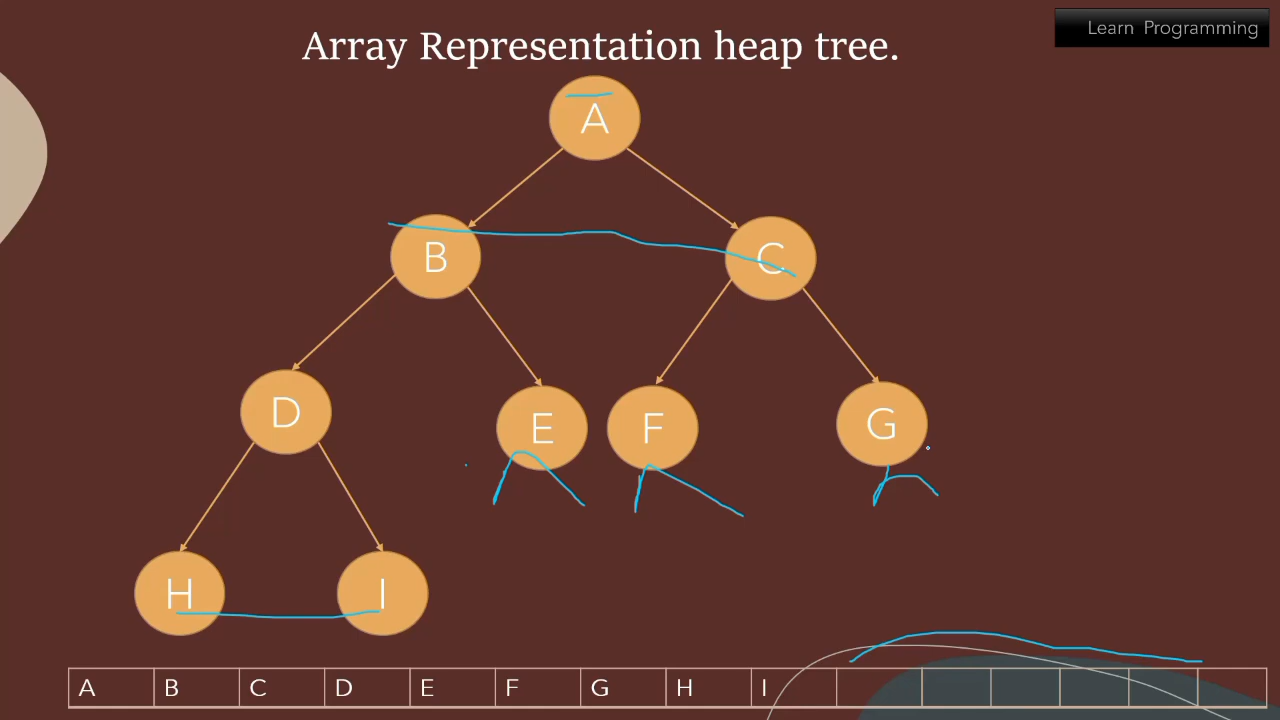 Learn Programming
Array Representation heap tree.
A
B
C
D
E
F
G
H
I
A B C D E F G H I